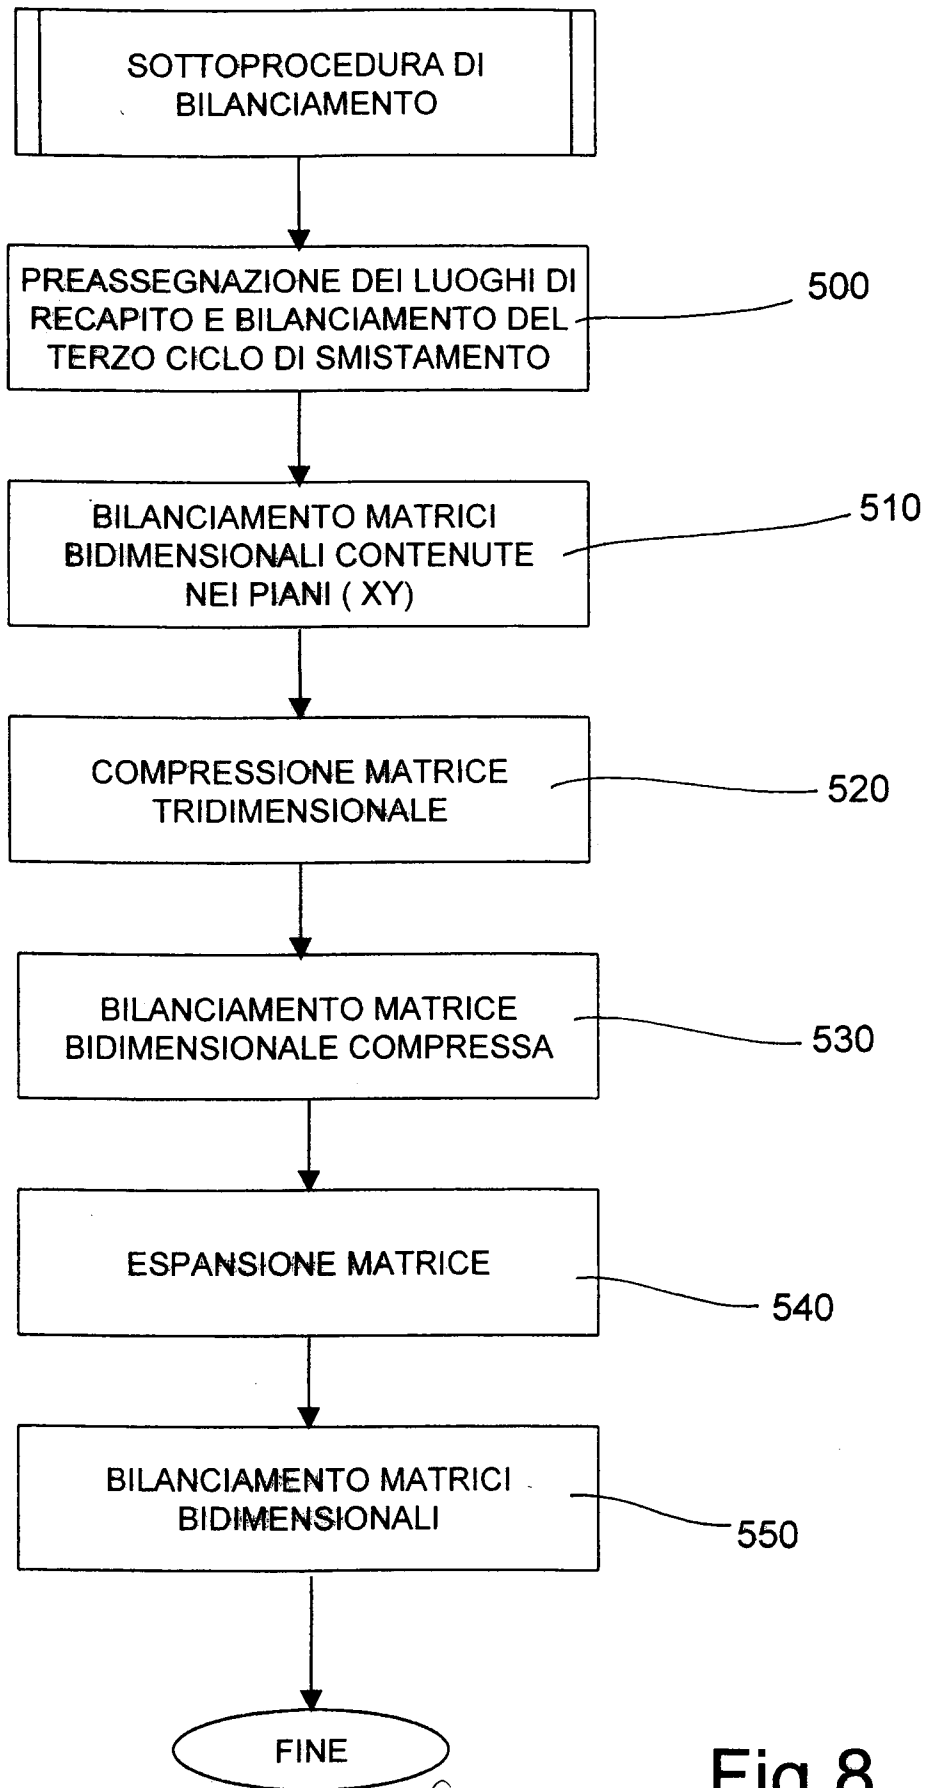 SOTTOPROCEDURA DI
BILANCIAMENTO
PREASSEGNAZIONE DEI LUOGHI DI
RECAPITO E BILANCIAMENTO DEL
TERZO CICLO DI SMISTAMENTO
500
BILANCIAMENTO MATRICI
BIDIMENSIONALI CONTENUTE
NEI PIANI ( XY)
510
COMPRESSIONE MATRICE
TRIDIMENSIONALE
520
BILANCIAMENTO MATRICE
BIDIMENSIONALE COMPRESSA
530
ESPANSIONE MATRICE
540
BILANCIAMENTO MATRICI
BIDIMENSIONALI
550
FINE
Fig.8